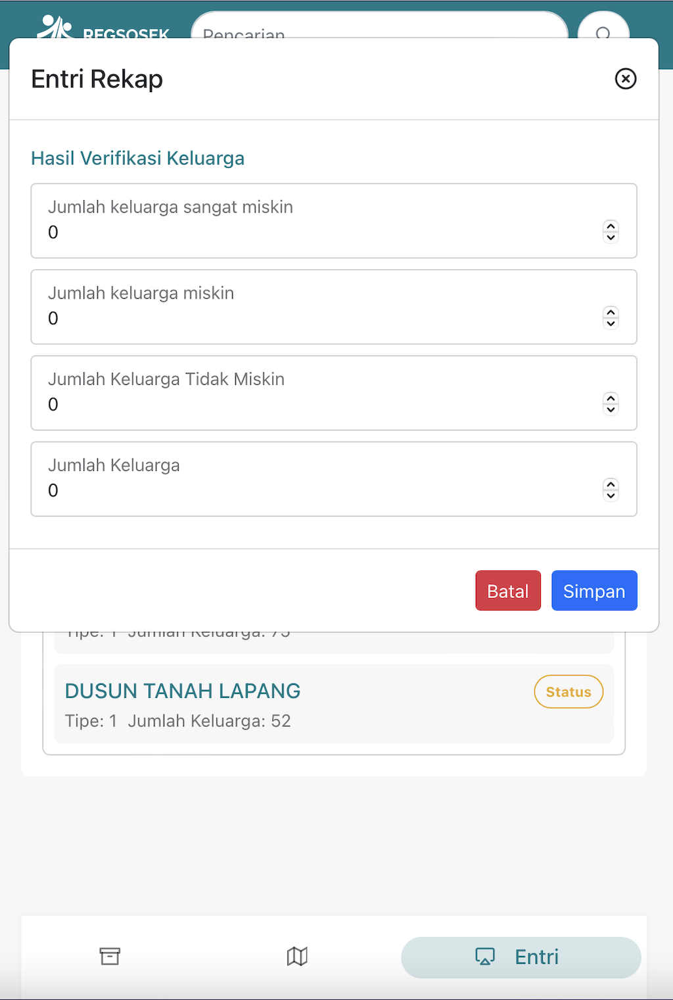 REGSOSEK
Pencarian
Entri Rekap
Hasil Verifikasi Keluarga
Jumlah keluarga sangat miskin
0
Jumlah keluarga miskin
0
Jumlah Keluarga Tidak Miskin
0
Jumlah Keluarga
0
Batal Simpan
Tipe: 1 Jumlah Keluarga: 75
DUSUN TANAH LAPANG
Status
Tipe: 1 Jumlah Keluarga: 52
Entri